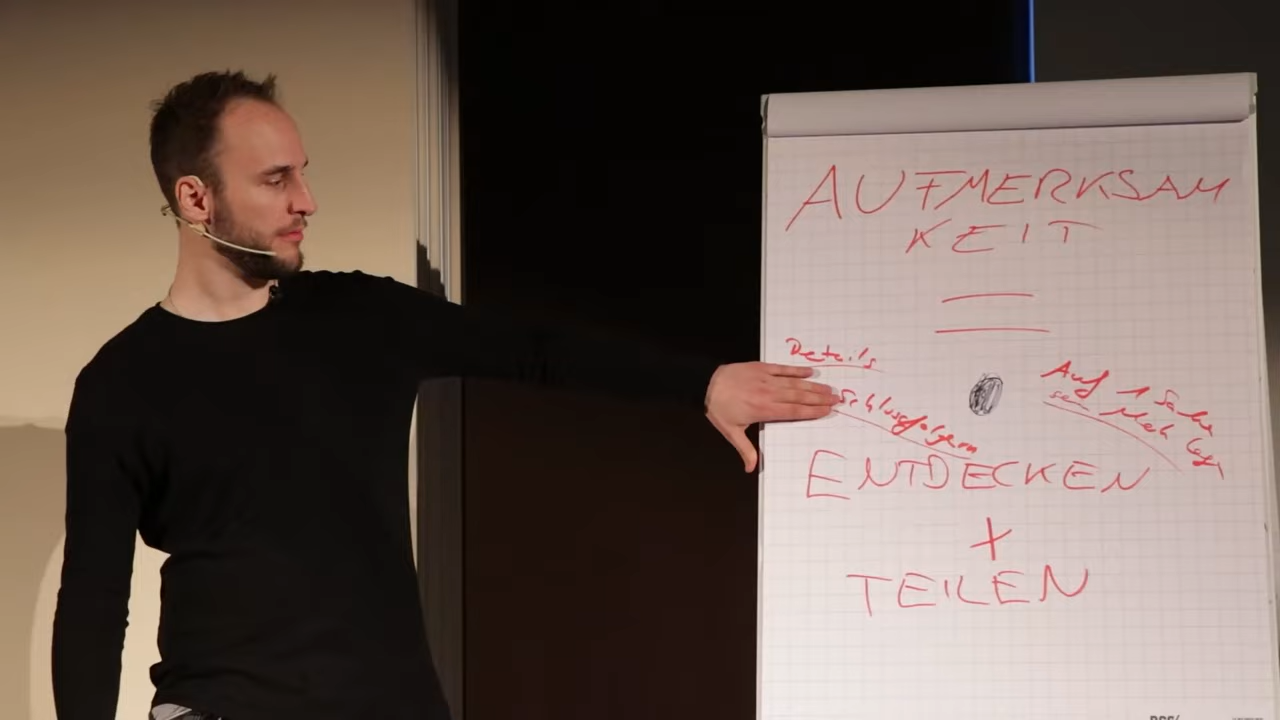 AUFMERKSAM
KEIT
=
Details
Schlussfolgern
Auf 1 Sache
ENTDECKEN
+
TEILEN